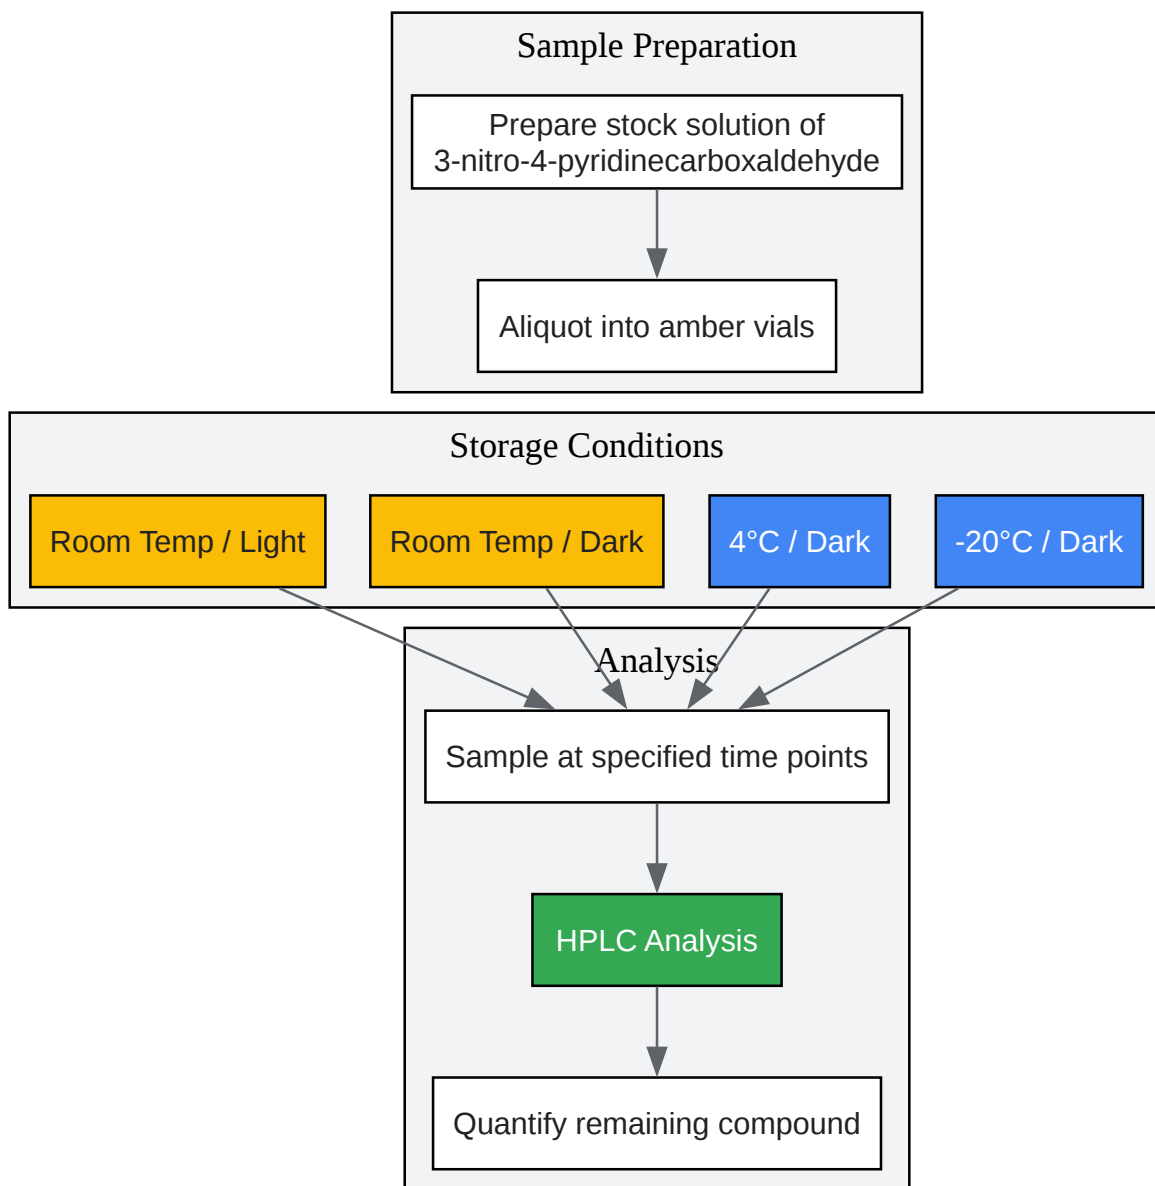 Sample Preparation
Prepare stock solution of
3-nitro-4-pyridinecarboxaldehyde
Aliquot into amber vials
Storage Conditions
Room Temp / Light
Room Temp / Dark
4°C / Dark
-20°C / Dark
Analysis
Sample at specified time points
HPLC Analysis
Quantify remaining compound